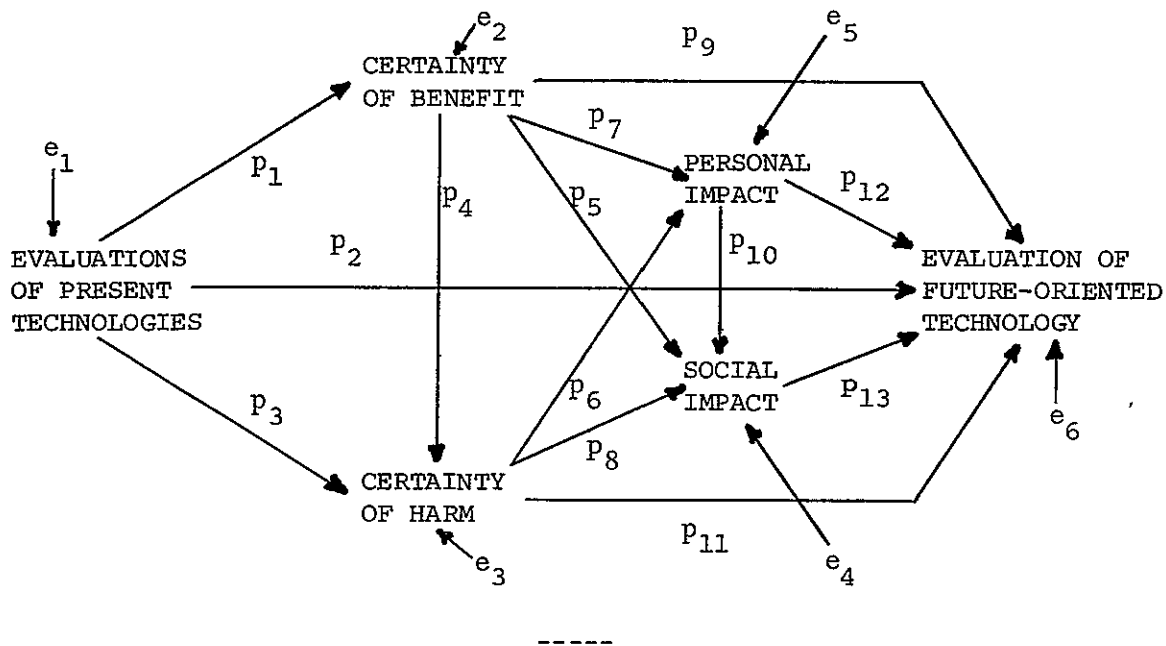 e2
e5
p9
CERTAINTY
OF BENEFIT
p7
e1
p1
PERSONAL
IMPACT
p12
p4
p5
p2
p10
EVALUATIONS
OF PRESENT
TECHNOLOGIES
EVALUATION OF
FUTURE-ORIENTED
TECHNOLOGY
SOCIAL
IMPACT
p3
p6
p13
e6
p8
CERTAINTY
OF HARM
p11
e3
e4
-----